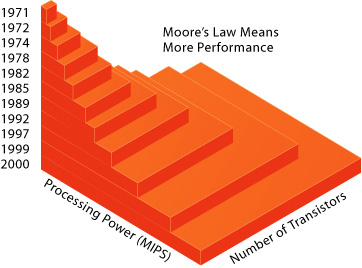 1971
1972
1974
1978
1982
1985
1989
1992
1997
1999
2000
Moore's Law Means
More Performance
Processing Power (MIPS)
Number of Transistors